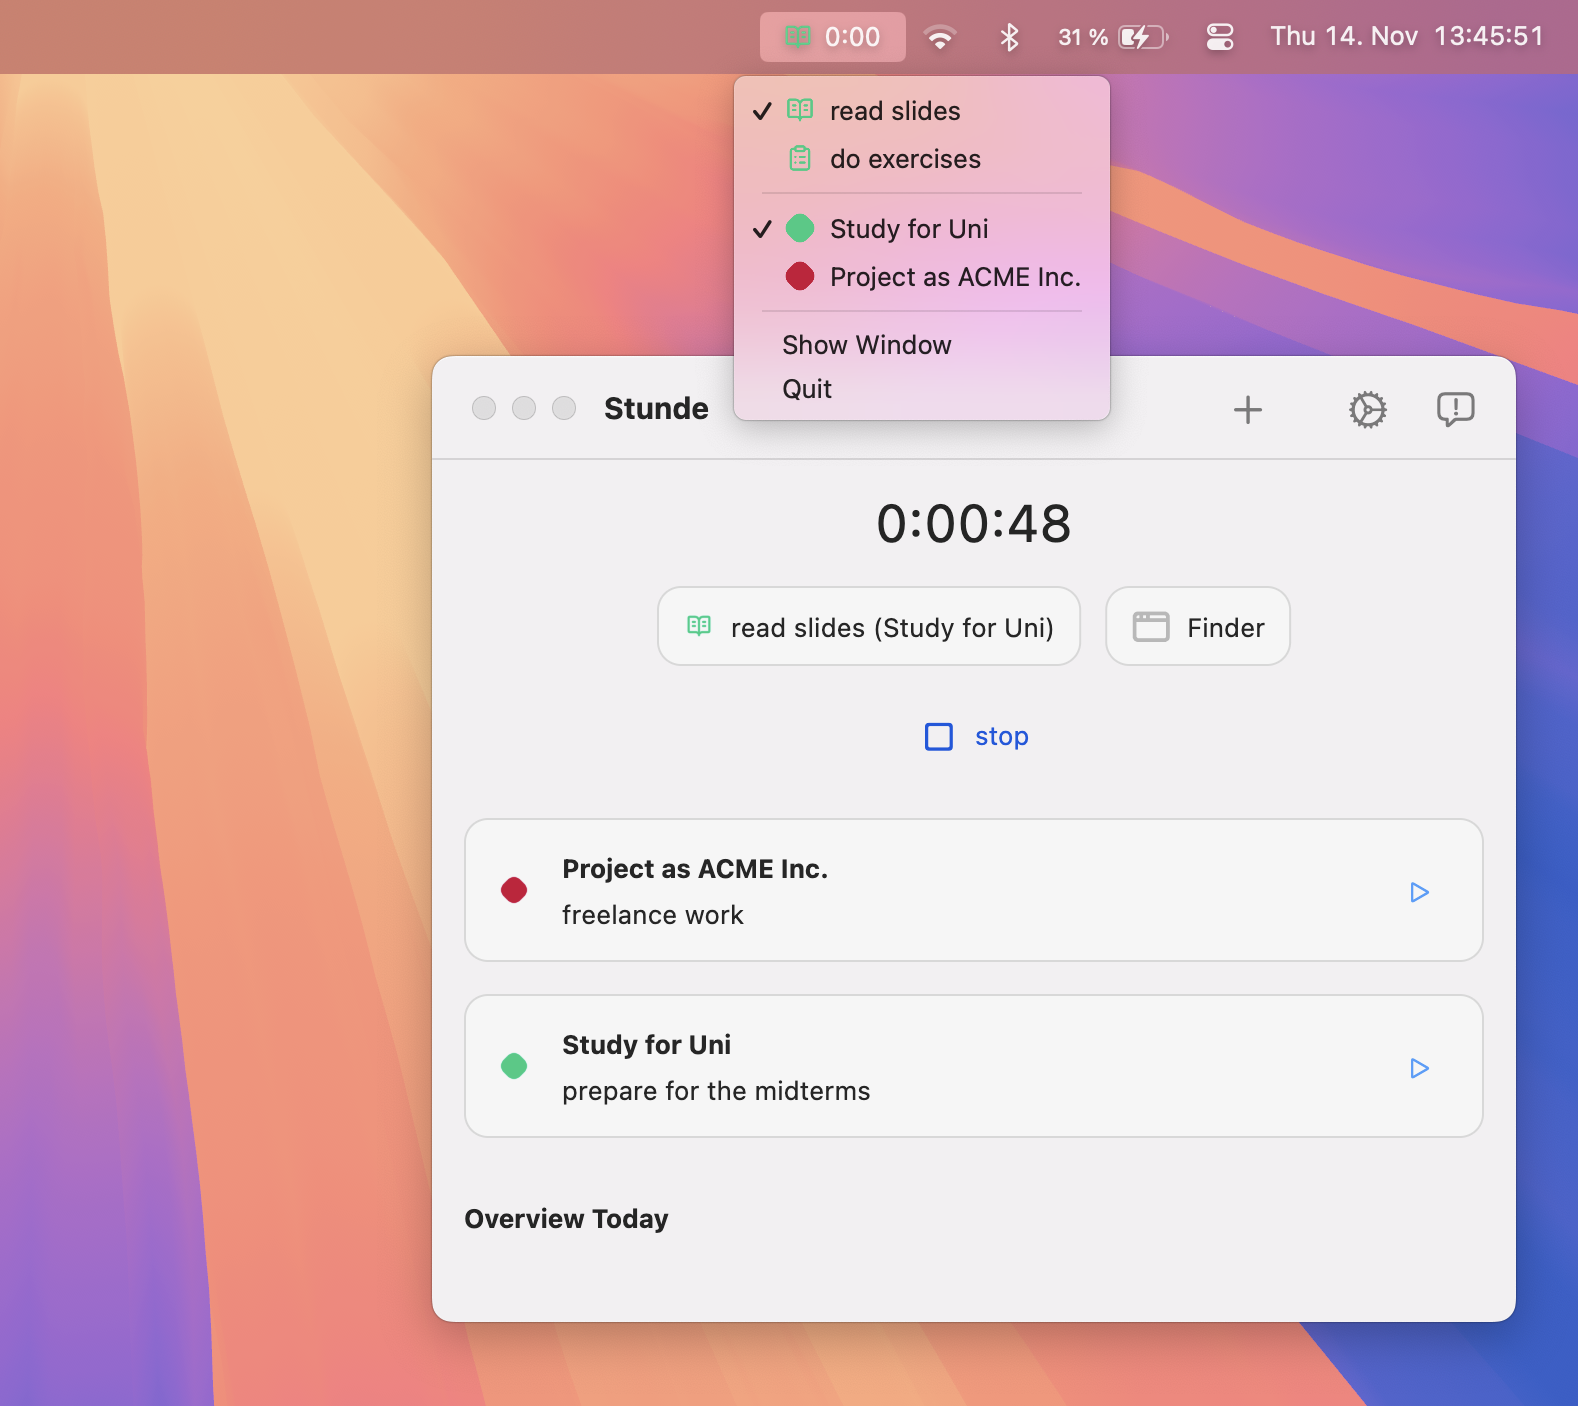 0:00
31 %
Thu 14. Nov 13:45:51
read slides
do exercises
Study for Uni
Project as ACME Inc.
Show Window
Quit
Stunde
0:00:48
read slides (Study for Uni)
Finder
stop
Project as ACME Inc.
freelance work
Study for Uni
prepare for the midterms
Overview Today